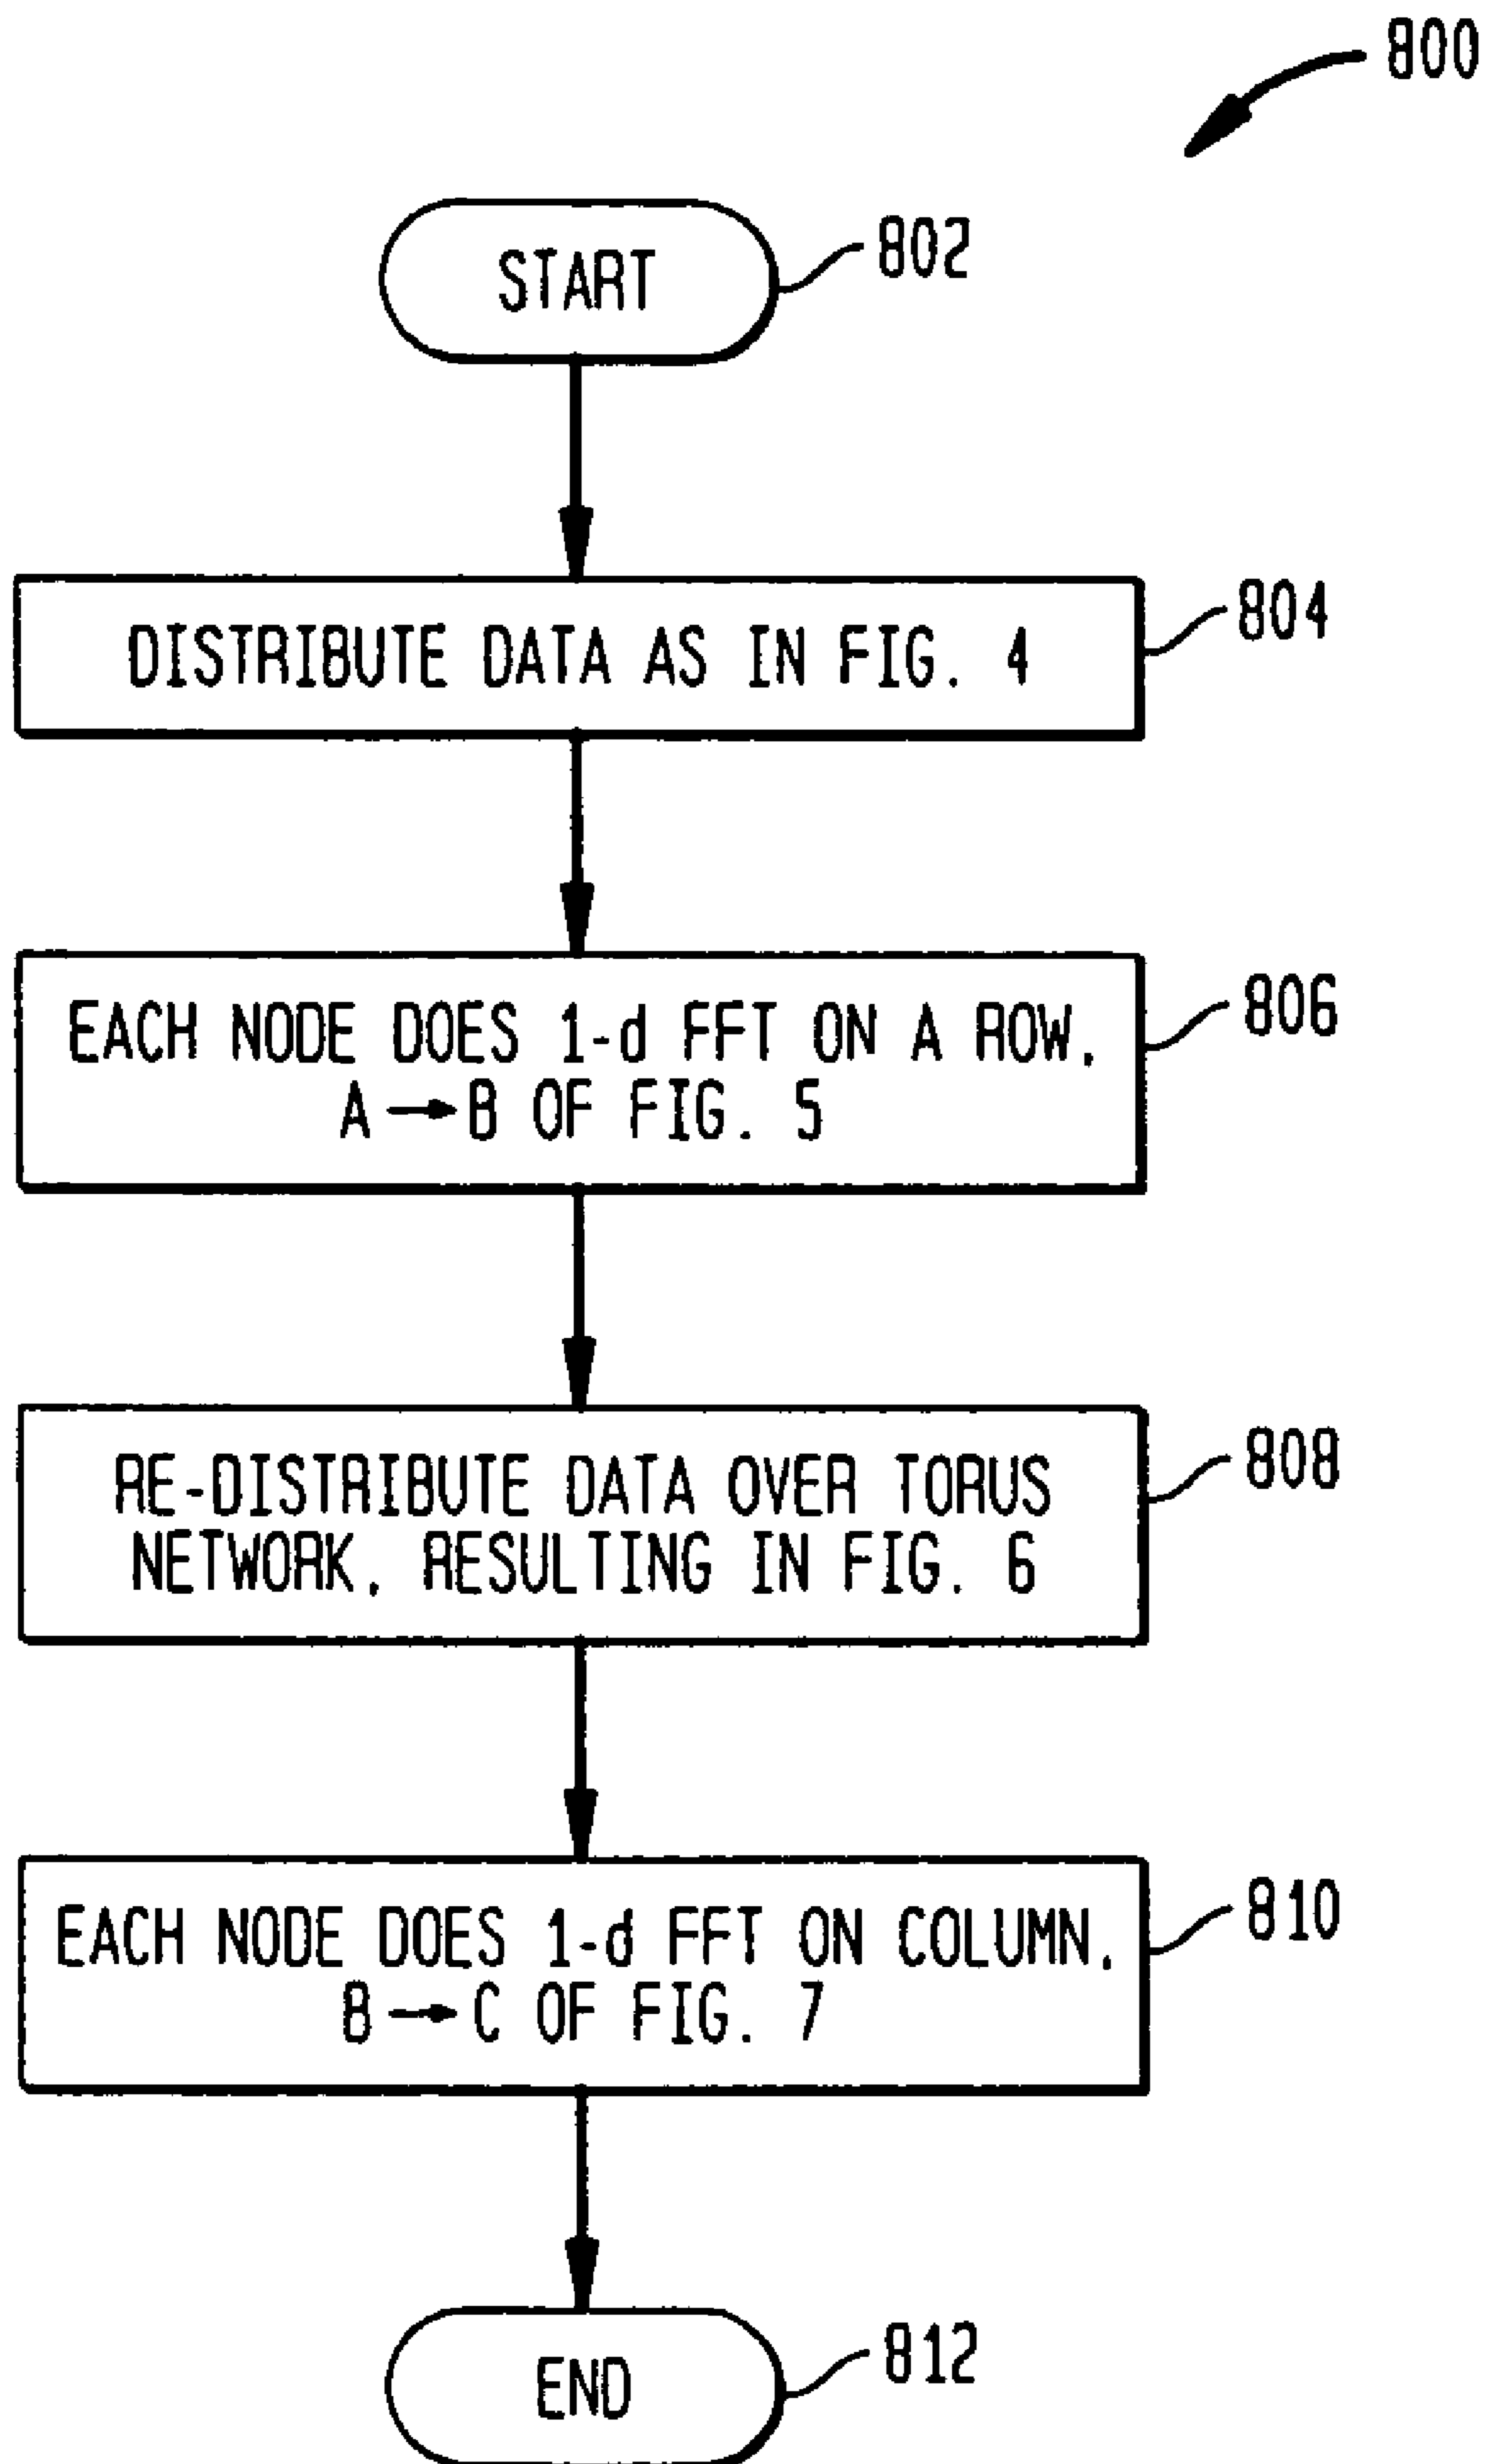 800
START
802
DISTRIBUTE DATA AS IN FIG. 4
804
EACH NODE DOES 1-d FFT ON A ROW,
A → B OF FIG. 5
806
RE-DISTRIBUTE DATA OVER TORUS
NETWORK, RESULTING IN FIG. 6
808
EACH NODE DOES 1-d FFT ON COLUMN,
B → C OF FIG. 7
810
END
812